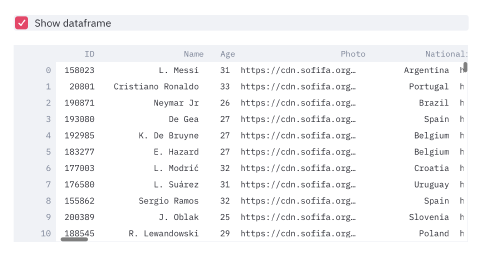 Show dataframe
ID Name Age Photo National
0 158023 L. Messi 31 https://cdn.sofifa.org… Argentina h
1 20801 Cristiano Ronaldo 33 https://cdn.sofifa.org… Portugal h
2 190871 Neymar Jr 26 https://cdn.sofifa.org… Brazil h
3 193080 De Gea 27 https://cdn.sofifa.org… Spain h
4 192985 K. De Bruyne 27 https://cdn.sofifa.org… Belgium h
5 183277 E. Hazard 27 https://cdn.sofifa.org… Belgium h
6 177003 L. Modrić 32 https://cdn.sofifa.org… Croatia h
7 176580 L. Suárez 31 https://cdn.sofifa.org… Uruguay h
8 155862 Sergio Ramos 32 https://cdn.sofifa.org… Spain h
9 200389 J. Oblak 25 https://cdn.sofifa.org… Slovenia h
10 188545 R. Lewandowski 29 https://cdn.sofifa.org… Poland h